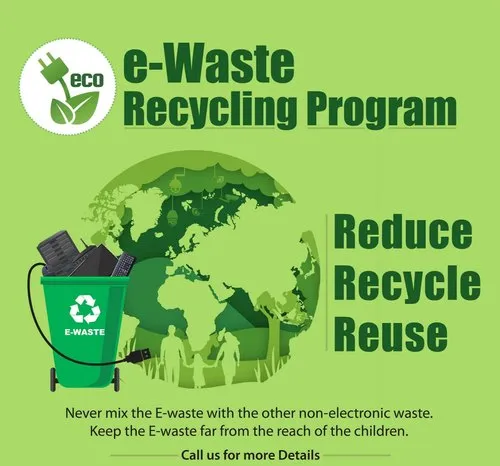 eco
e-Waste
Recycling Program
Reduce
Recycle
Reuse
E-WASTE
Never mix the E-waste with the other non-electronic waste.
Keep the E-waste far from the reach of the children.
Call us for more Details